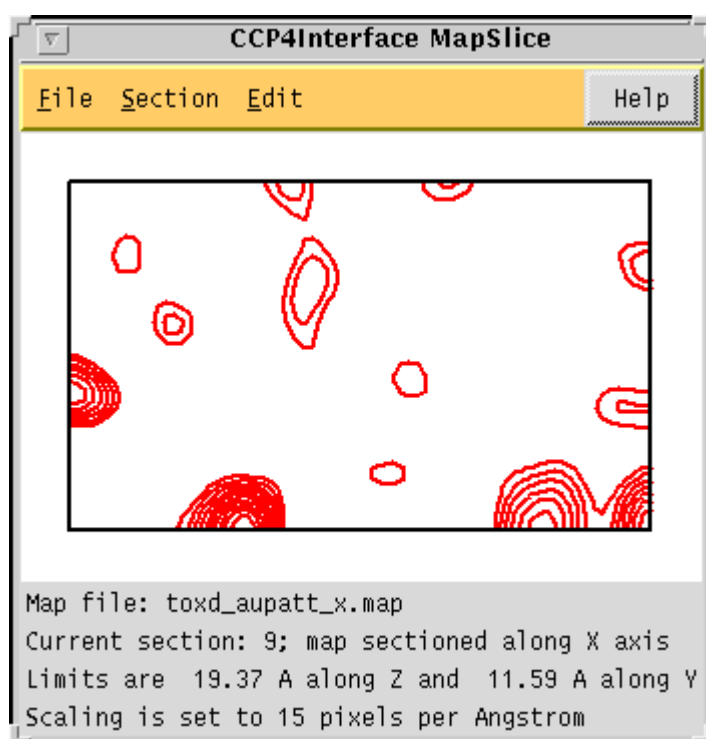 CCP4Interface MapSlice
File Section Edit Help
Map file: toxd_aupatt_x.map
Current section: 9; map sectioned along X axis
Limits are 19.37 A along Z and 11.59 A along Y
Scaling is set to 15 pixels per Angstrom